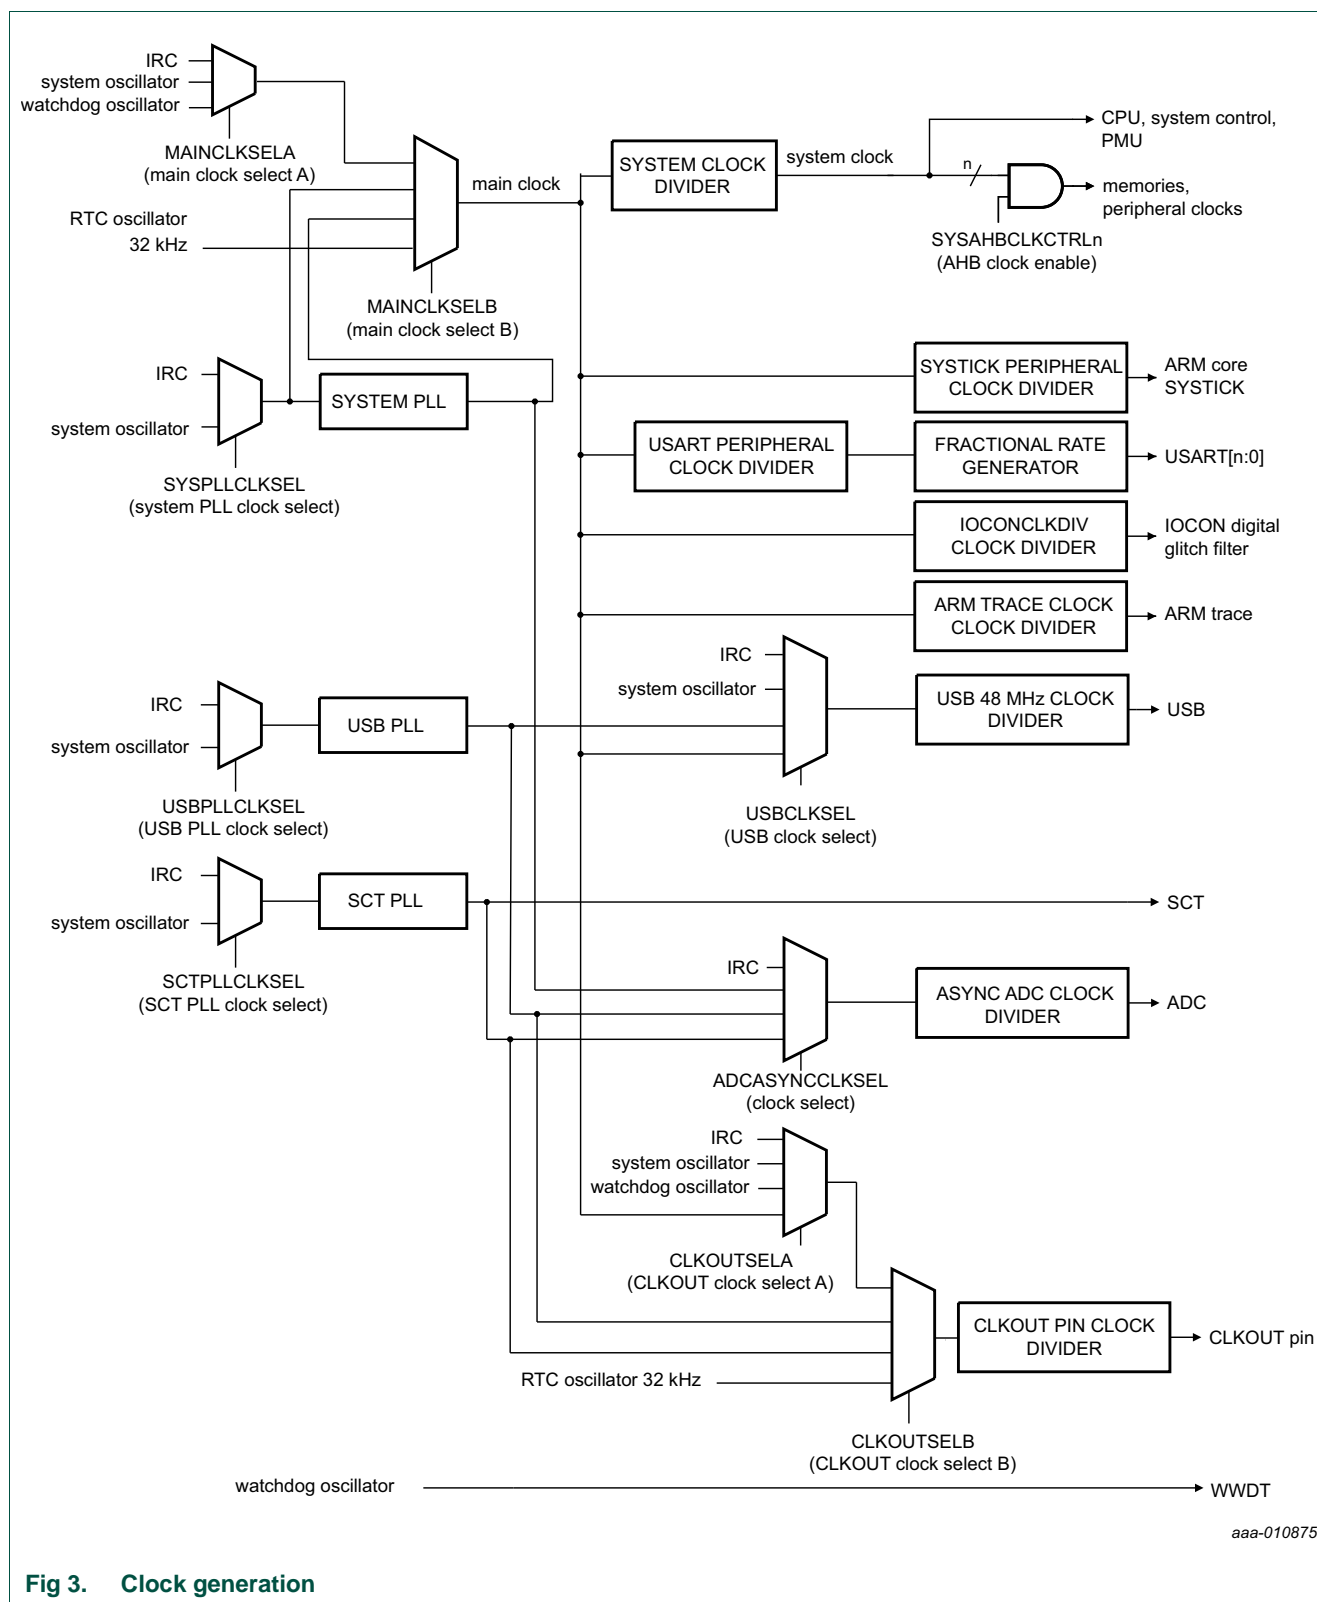 IRC
system oscillator
watchdog oscillator
MAINCLKSELA
(main clock select A)
RTC oscillator
32 kHz
main clock
MAINCLKSELB
(main clock select B)
SYSTEM CLOCK
DIVIDER
system clock
n
CPU, system control,
PMU
memories,
peripheral clocks
SYSAHBCLKCTRLn
(AHB clock enable)
IRC
system oscillator
SYSPLLCLKSEL
(system PLL clock select)
SYSTEM PLL
SYSTICK PERIPHERAL
CLOCK DIVIDER
ARM core
SYSTICK
USART PERIPHERAL
CLOCK DIVIDER
FRACTIONAL RATE
GENERATOR
USART[n:0]
IOCONCLKDIV
CLOCK DIVIDER
IOCON digital
glitch filter
ARM TRACE CLOCK
CLOCK DIVIDER
ARM trace
IRC
system oscillator
USBPLLCLKSEL
(USB PLL clock select)
USB PLL
IRC
system oscillator
USBCLKSEL
(USB clock select)
USB 48 MHz CLOCK
DIVIDER
USB
IRC
system oscillator
SCTPLLCLKSEL
(SCT PLL clock select)
SCT PLL
SCT
IRC
ADCASYNCCLKSEL
(clock select)
ASYNC ADC CLOCK
DIVIDER
ADC
IRC
system oscillator
watchdog oscillator
CLKOUTSELA
(CLKOUT clock select A)
RTC oscillator 32 kHz
CLKOUTSELB
(CLKOUT clock select B)
CLKOUT PIN CLOCK
DIVIDER
CLKOUT pin
watchdog oscillator
WWDT
aaa-010875
Fig 3. Clock generation